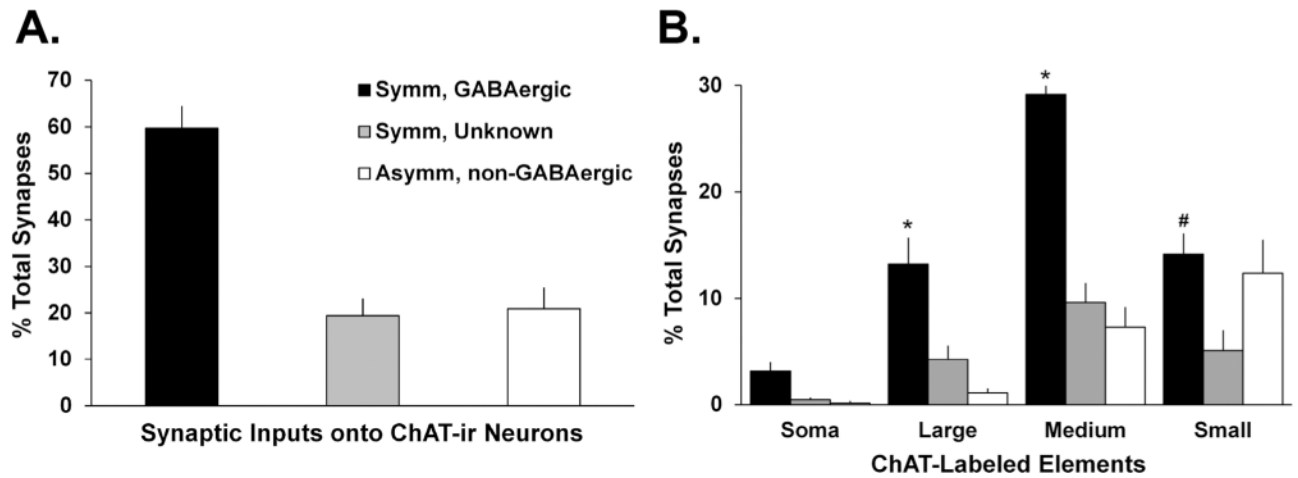 A.
% Total Synapses
70
60
50
40
30
20
10
0
Symm, GABAergic
Symm, Unknown
Asymm, non-GABAergic
Synaptic Inputs onto ChAT-ir Neurons
B.
% Total Synapses
30
20
10
0
*
*
#
Soma Large Medium Small
ChAT-Labeled Elements